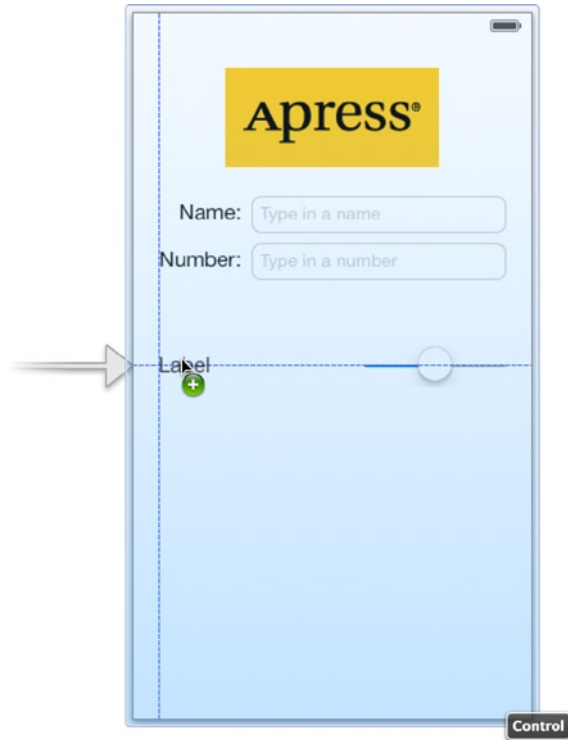 Apress®
Name: Type in a name
Number: Type in a number
Label
Control